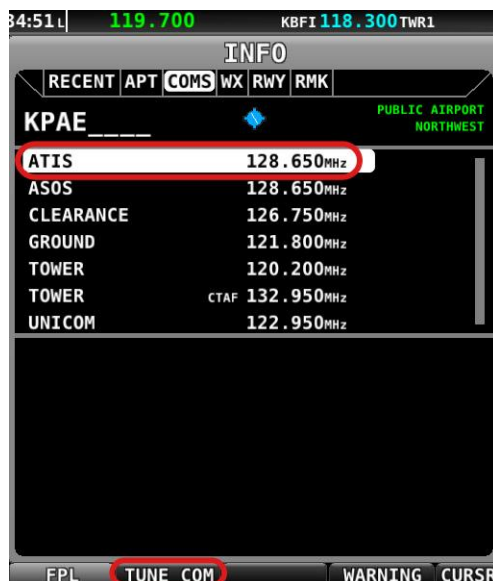 34:51L 119.700 KBFI 118.300 TWR1
INFO
RECENT APT COMS WX RWY RMK
KPAE____ PUBLIC AIRPORT
NORTHWEST
ATIS 128.650MHz
ASOS 128.650MHz
CLEARANCE 126.750MHz
GROUND 121.800MHz
TOWER 120.200MHz
TOWER CTAF 132.950MHz
UNICOM 122.950MHz
FPL TUNE COM WARNING CURSR